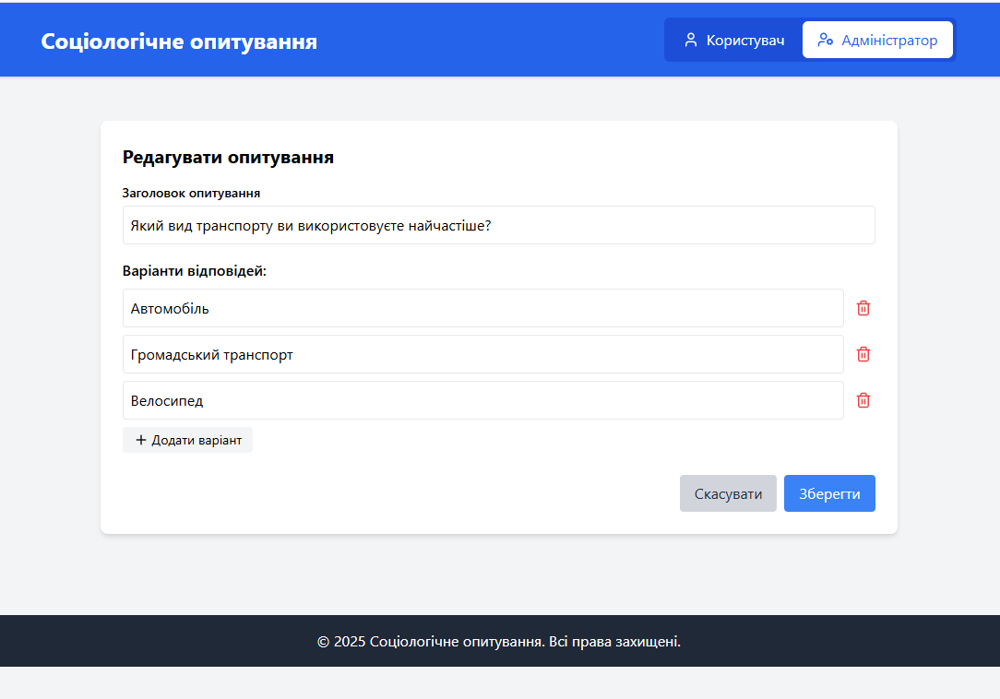 Соціологічне опитування
Користувач
Адміністратор
Редагувати опитування
Заголовок опитування
Який вид транспорту ви використовуєте найчастіше?
Варіанти відповідей:
Автомобіль
Громадський транспорт
Велосипед
+ Додати варіант
Скасувати
Зберегти
© 2025 Соціологічне опитування. Всі права захищені.